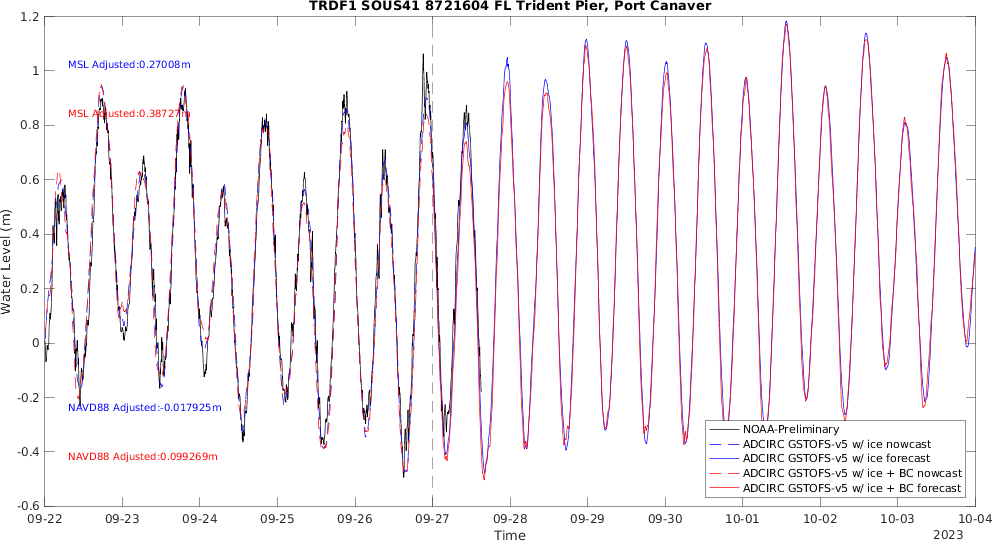 TRDF1 SOUS41 8721604 FL Trident Pier, Port Canaver
1.2
1
0.8
0.6
0.4
0.2
0
-0.2
-0.4
-0.6
Water Level (m)
MSL Adjusted:0.27008m
MSL Adjusted:0.38727m
NAVD88 Adjusted:-0.017925m
NAVD88 Adjusted:0.099269m
NOAA-Preliminary
ADCIRC GSTOFS-v5 w/ ice nowcast
ADCIRC GSTOFS-v5 w/ ice forecast
ADCIRC GSTOFS-v5 w/ ice + BC nowcast
ADCIRC GSTOFS-v5 w/ ice + BC forecast
09-22 09-23 09-24 09-25 09-26 09-27 09-28 09-29 09-30 10-01 10-02 10-03 10-04
Time
2023